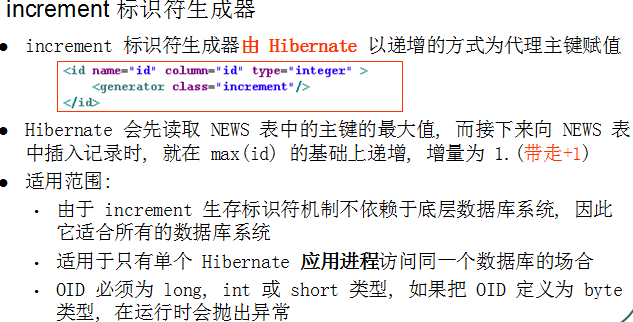 increment 标识符生成器
● increment 标识符生成器由 Hibernate 以递增的方式为代理主键赋值
<id name="id" column="id" type="integer" >
<generator class="increment"/>
</id>
● Hibernate 会先读取 NEWS 表中的主键的最大值, 而接下来向 NEWS 表
中插入记录时, 就在 max(id) 的基础上递增, 增量为 1.(带走+1)
● 适用范围:
• 由于 increment 生存标识符机制不依赖于底层数据库系统, 因此
它适合所有的数据库系统
• 适用于只有单个 Hibernate 应用进程访问同一个数据库的场合
• OID 必须为 long, int 或 short 类型, 如果把 OID 定义为 byte
类型, 在运行时会抛出异常